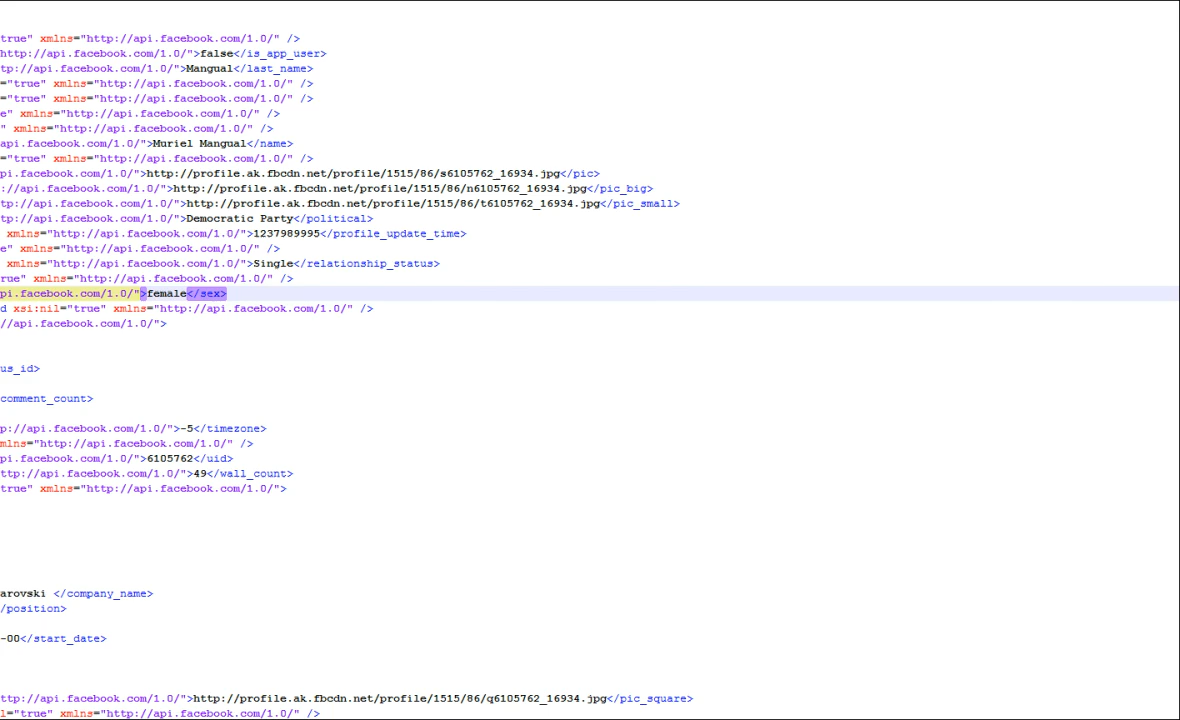 true" xmlns="http://api.facebook.com/1.0/" />
http://api.facebook.com/1.0/">false</is_app_user>
tp://api.facebook.com/1.0/">Mangual</last_name>
="true" xmlns="http://api.facebook.com/1.0/" />
="true" xmlns="http://api.facebook.com/1.0/" />
e" xmlns="http://api.facebook.com/1.0/" />
" xmlns="http://api.facebook.com/1.0/" />
api.facebook.com/1.0/">Muriel Mangual</name>
="true" xmlns="http://api.facebook.com/1.0/" />
pi.facebook.com/1.0/">http://profile.ak.fbcdn.net/profile/1515/86/s6105762_16934.jpg</pic>
://api.facebook.com/1.0/">http://profile.ak.fbcdn.net/profile/1515/86/n6105762_16934.jpg</pic_big>
tp://api.facebook.com/1.0/">http://profile.ak.fbcdn.net/profile/1515/86/t6105762_16934.jpg</pic_small>
tp://api.facebook.com/1.0/">Democratic Party</political>
xmlns="http://api.facebook.com/1.0/">1237989995</profile_update_time>
e" xmlns="http://api.facebook.com/1.0/" />
xmlns="http://api.facebook.com/1.0/">Single</relationship_status>
rue" xmlns="http://api.facebook.com/1.0/" />
pi.facebook.com/1.0/">female</sex>
d xsi:nil="true" xmlns="http://api.facebook.com/1.0/" />
//api.facebook.com/1.0/">
us_id>
comment_count>
p://api.facebook.com/1.0/">-5</timezone>
mlns="http://api.facebook.com/1.0/" />
pi.facebook.com/1.0/">6105762</uid>
ttp://api.facebook.com/1.0/">49</wall_count>
true" xmlns="http://api.facebook.com/1.0/">
arovski </company_name>
/position>
-00</start_date>
ttp://api.facebook.com/1.0/">http://profile.ak.fbcdn.net/profile/1515/86/q6105762_16934.jpg</pic_square>
l="true" xmlns="http://api.facebook.com/1.0/" />